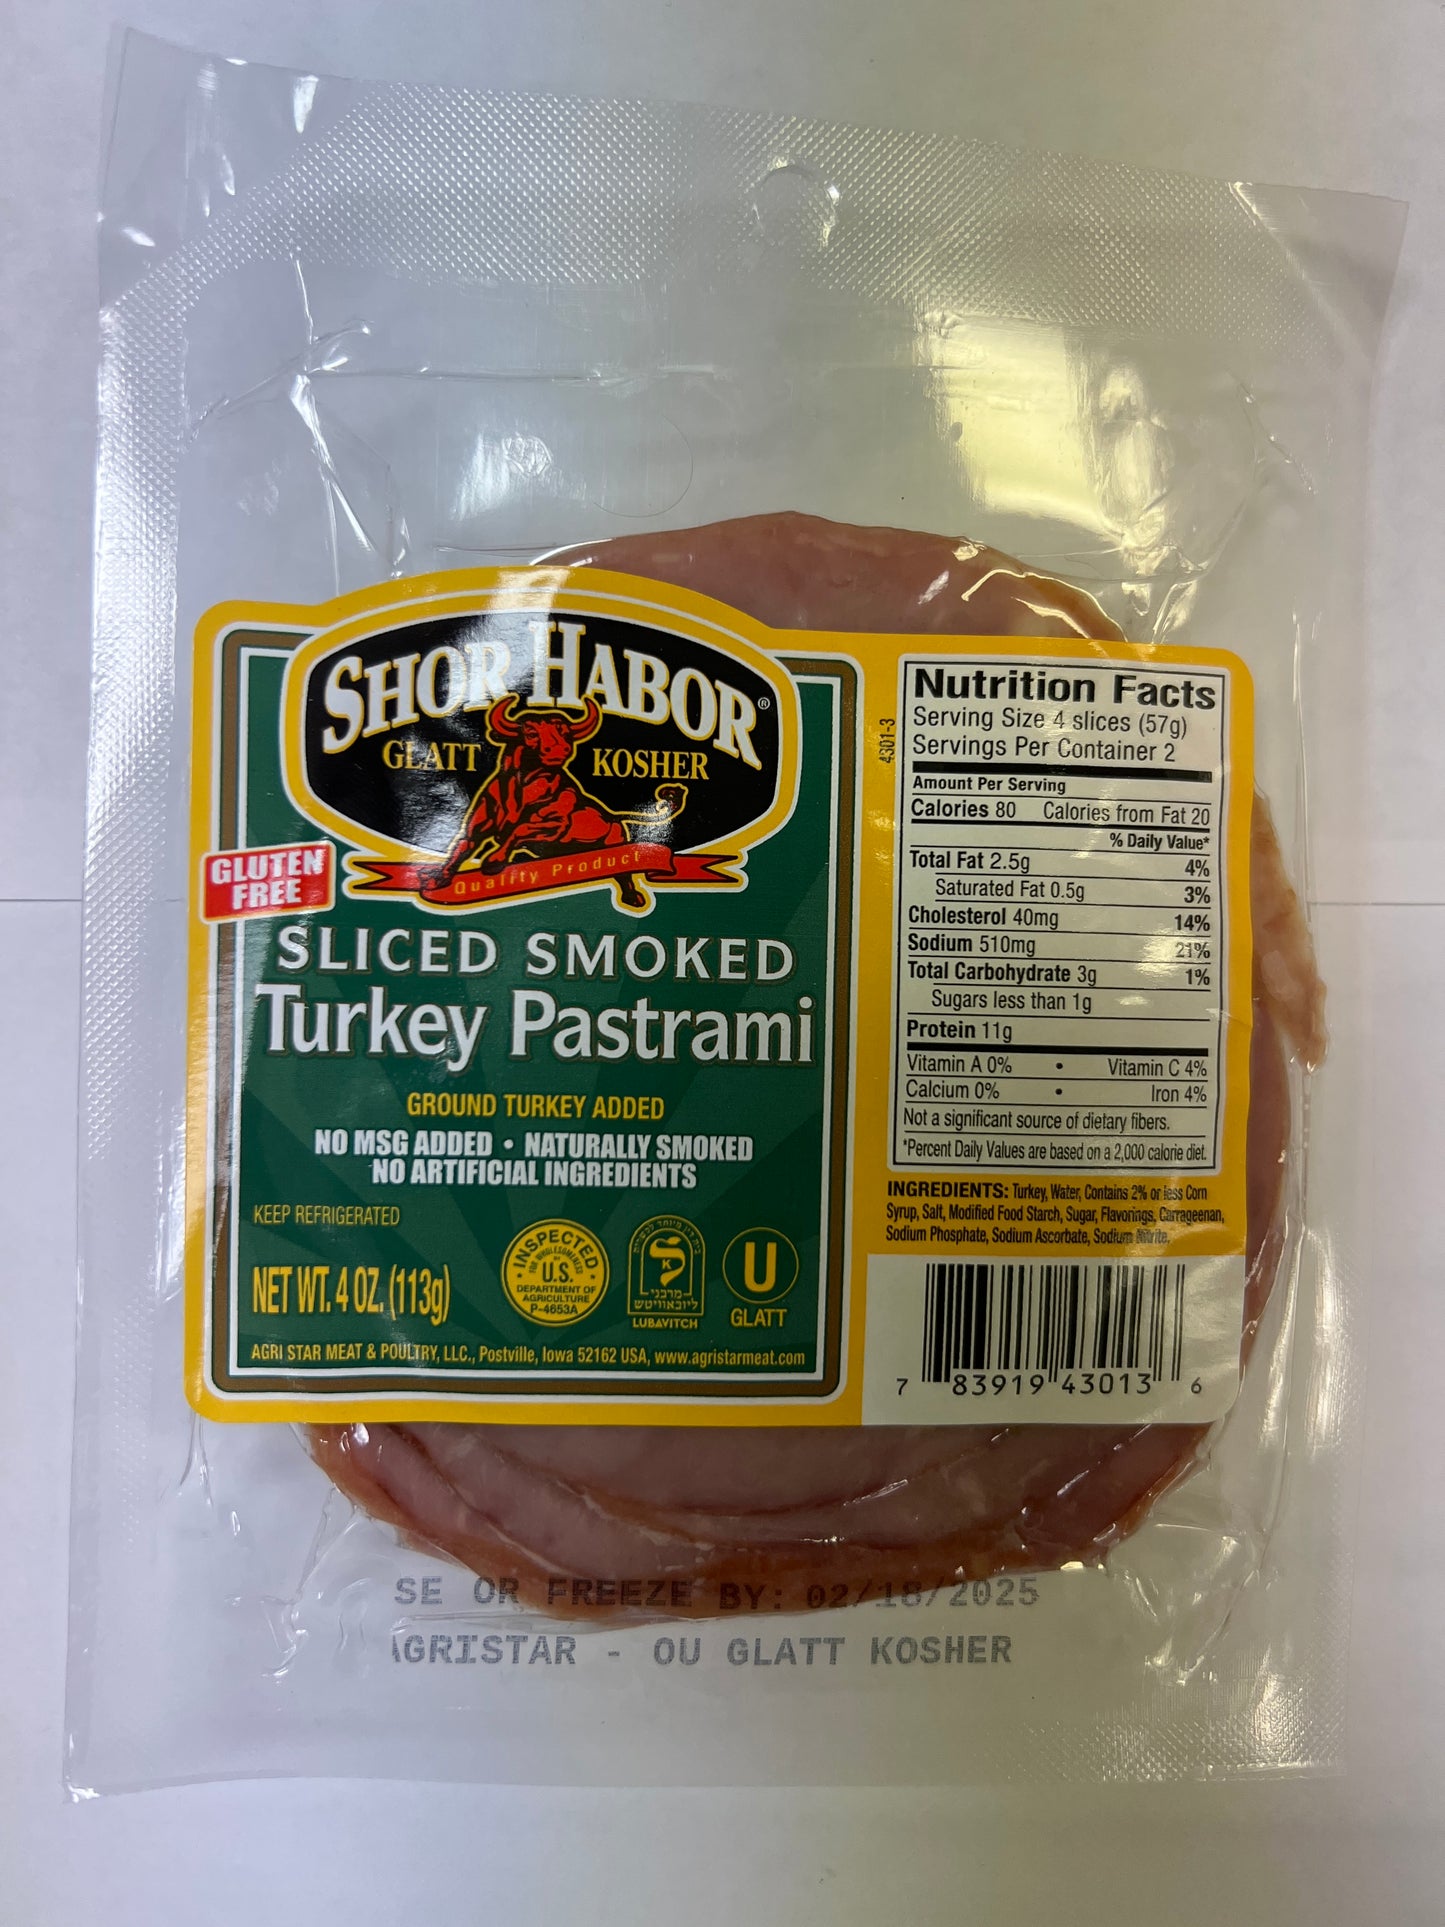 SHOR HABOR®
GLATT KOSHER
Quality Product
GLUTEN
FREE
SLICED SMOKED
Turkey Pastrami
GROUND TURKEY ADDED
NO MSG ADDED • NATURALLY SMOKED
NO ARTIFICIAL INGREDIENTS
KEEP REFRIGERATED
NET WT. 4 OZ. (113g)
INSPECTED
FOR WHOLESOMENESS
BY
U.S.
DEPARTMENT OF
AGRICULTURE
P-4653A
K
מרבני
ליובאוויטש
LUBAVITCH
U
GLATT
AGRI STAR MEAT & POULTRY, LLC., Postville, Iowa 52162 USA, www.agristarmeat.com
4301-3
Nutrition Facts
Serving Size 4 slices (57g)
Servings Per Container 2
Amount Per Serving
Calories 80 Calories from Fat 20
% Daily Value*
Total Fat 2.5g 4%
Saturated Fat 0.5g 3%
Cholesterol 40mg 14%
Sodium 510mg 21%
Total Carbohydrate 3g 1%
Sugars less than 1g
Protein 11g
Vitamin A 0% • Vitamin C 4%
Calcium 0% • Iron 4%
Not a significant source of dietary fibers.
*Percent Daily Values are based on a 2,000 calorie diet.
INGREDIENTS: Turkey, Water, Contains 2% or less Corn
Syrup, Salt, Modified Food Starch, Sugar, Flavorings, Carrageenan,
Sodium Phosphate, Sodium Ascorbate, Sodium Nitrite.
7 83919 43013 6
SE OR FREEZE BY: 02/18/2025
AGRISTAR - OU GLATT KOSHER